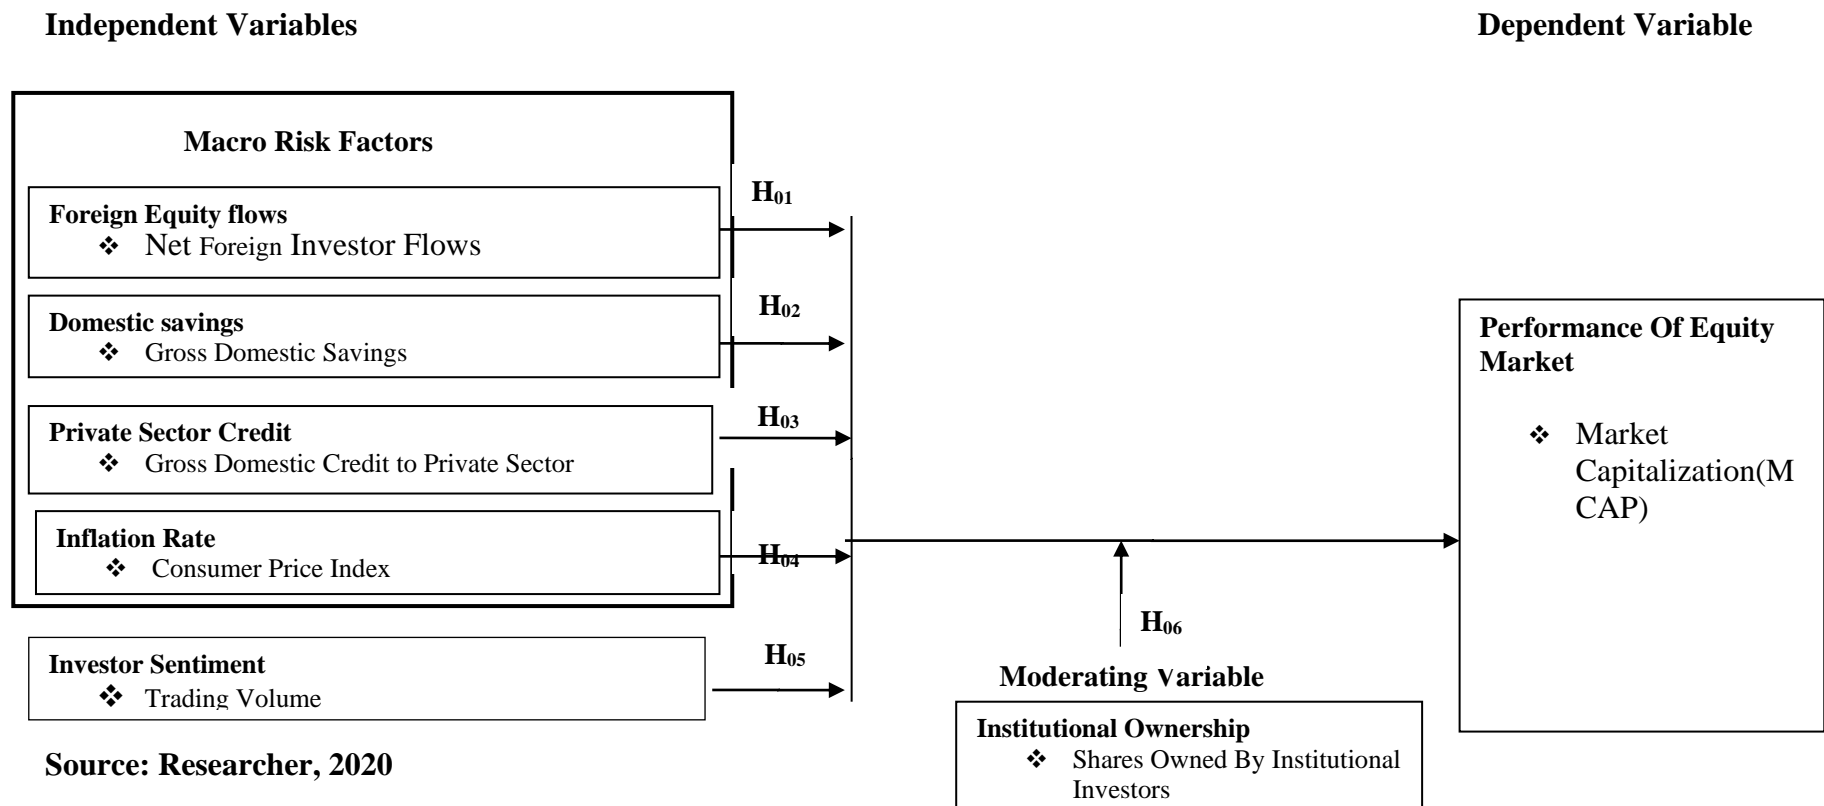 Independent Variables
Dependent Variable
Macro Risk Factors
Foreign Equity flows
❖ Net Foreign Investor Flows
H01
Domestic savings
❖ Gross Domestic Savings
H02
Private Sector Credit
❖ Gross Domestic Credit to Private Sector
H03
Inflation Rate
❖ Consumer Price Index
H04
Investor Sentiment
❖ Trading Volume
H05
H06
Moderating Variable
Institutional Ownership
❖ Shares Owned By Institutional
Investors
Performance Of Equity
Market
❖ Market
Capitalization(M
CAP)
Source: Researcher, 2020